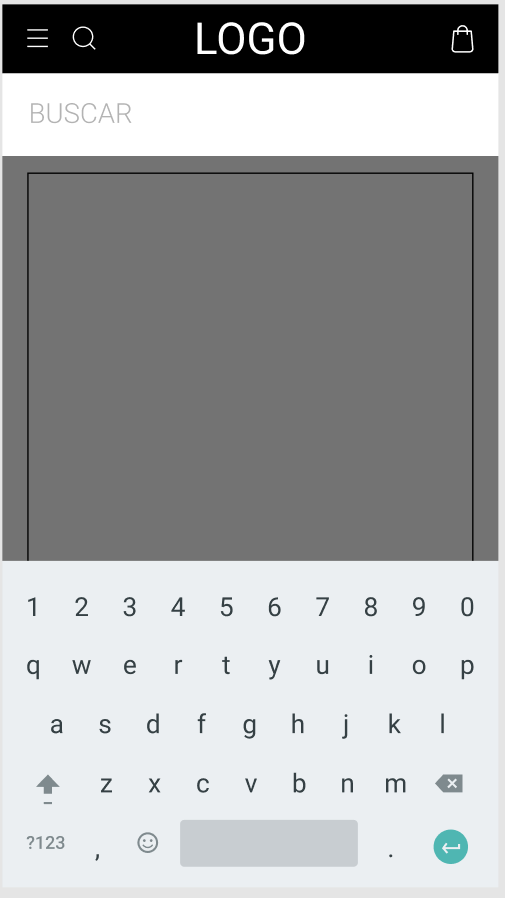 LOGO
BUSCAR
1 2 3 4 5 6 7 8 9 0
q w e r t y u i o p
a s d f g h j k l
z x c v b n m
?123 , .